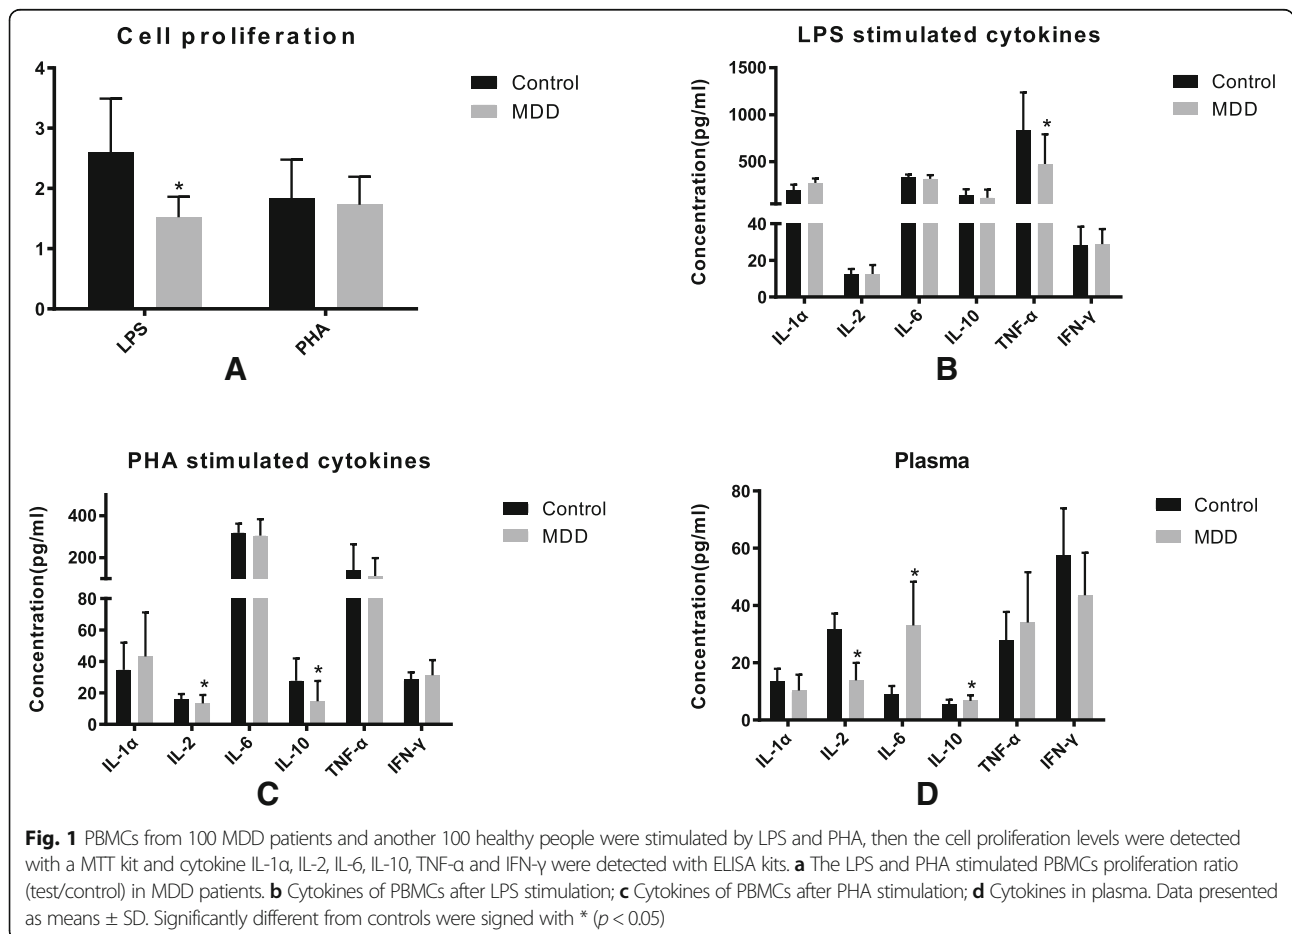 Cell proliferation
4
3
2
1
0
LPS
PHA
Control
MDD
A
LPS stimulated cytokines
Concentration(pg/ml)
1500
1000
500
40
20
0
*
IL-1α
IL-2
IL-6
IL-10
TNF-α
IFN-γ
Control
MDD
B
PHA stimulated cytokines
Concentration(pg/ml)
400
200
80
60
40
20
0
*
*
IL-1α
IL-2
IL-6
IL-10
TNF-α
IFN-γ
Control
MDD
C
Plasma
Concentration(pg/ml)
80
60
40
20
0
*
*
*
IL-1α
IL-2
IL-6
IL-10
TNF-α
IFN-γ
Control
MDD
D
Fig. 1 PBMCs from 100 MDD patients and another 100 healthy people were stimulated by LPS and PHA, then the cell proliferation levels were detected
with a MTT kit and cytokine IL-1α, IL-2, IL-6, IL-10, TNF-α and IFN-γ were detected with ELISA kits. a The LPS and PHA stimulated PBMCs proliferation ratio
(test/control) in MDD patients. b Cytokines of PBMCs after LPS stimulation; c Cytokines of PBMCs after PHA stimulation; d Cytokines in plasma. Data presented
as means ± SD. Significantly different from controls were signed with * (p < 0.05)